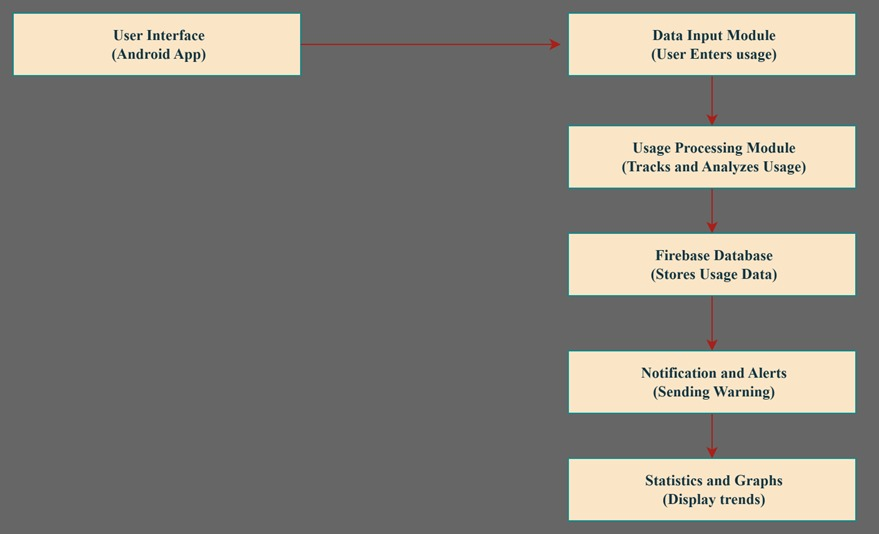 User Interface
(Android App)
Data Input Module
(User Enters usage)
Usage Processing Module
(Tracks and Analyzes Usage)
Firebase Database
(Stores Usage Data)
Notification and Alerts
(Sending Warning)
Statistics and Graphs
(Display trends)